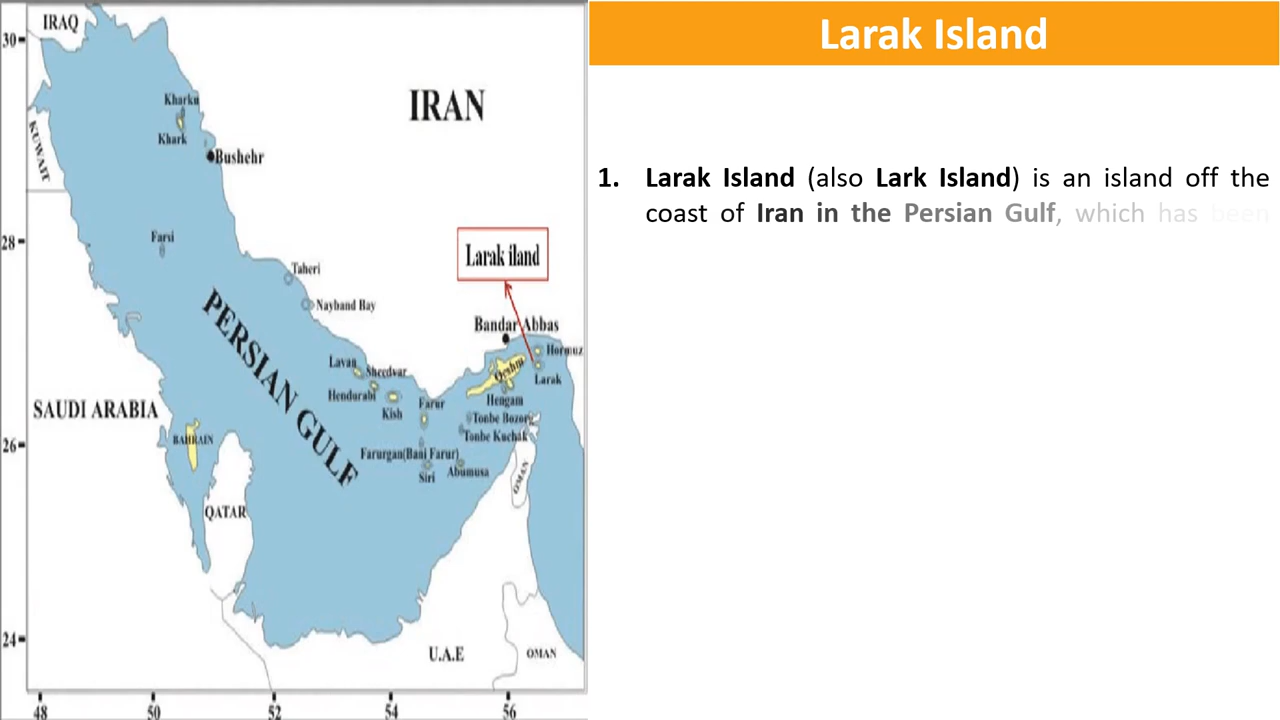 Larak Island
1. Larak Island (also Lark Island) is an island off the
coast of Iran in the Persian Gulf, which has been
IRAQ
30
IRAN
Kharku
Khark
KUWAIT
Bushehr
28
Farsi
Larak iland
Taheri
Nayband Bay
PERSIAN GULF
Bandar Abbas
Hormuz
Lavan
Sheedvar
Qeshm
Larak
Hendurabi
Kish
Farur
Hengam
SAUDI ARABIA
Tonbe Bozorg
Tonbe Kuchak
BAHRAIN
26
Farurgan(Bani Farur)
Siri
Abumusa
OMAN
QATAR
24
U.A.E
OMAN
48 50 52 54 56